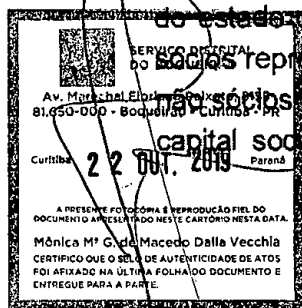 do estado
SERVIÇO DISTRITAL
DO BOQUEIRÃO
sócios repr
Av. Marechal Floriano Peixoto,
não sócios
81.650-000 - Boqueirão - Curitiba - PR
capital soc
Curitiba 22 OUT. 2019 Paraná
A PRESENTE FOTOCÓPIA É REPRODUÇÃO FIEL DO
DOCUMENTO APRESENTADO NESTE CARTÓRIO NESTA DATA.
Mônica Mª G. de Macedo Dalla Vecchia
CERTIFICO QUE O SELO DE AUTENTICIDADE DE ATOS
FOI AFIXADO NA ÚLTIMA FOLHA DO DOCUMENTO E
ENTREGUE PARA A PARTE.